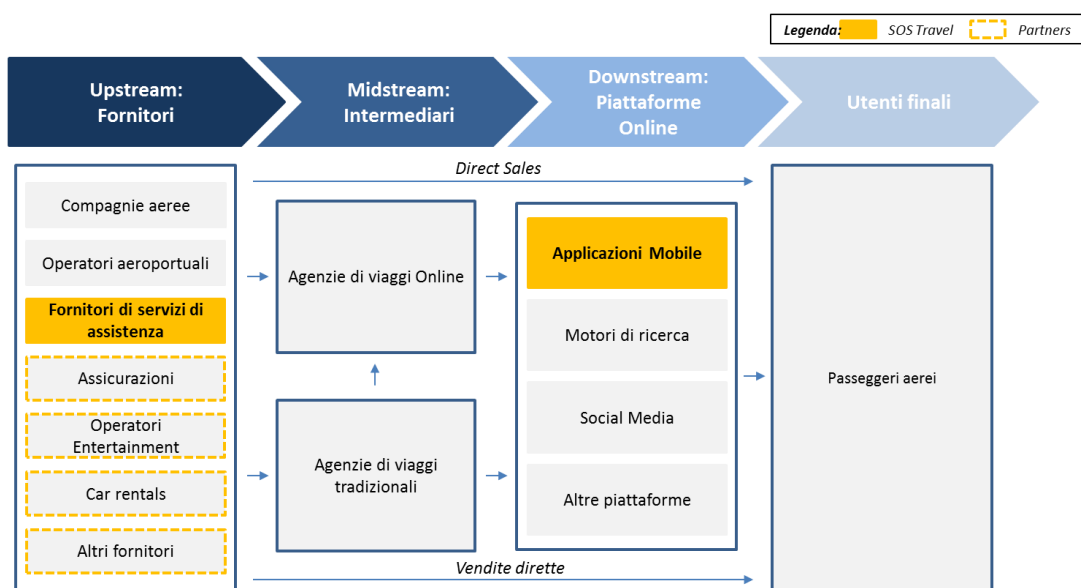 Legenda: SOS Travel Partners
Upstream:
Fornitori
Midstream:
Intermediari
Downstream:
Piattaforme
Online
Utenti finali
Direct Sales
Compagnie aeree
Operatori aeroportuali
Fornitori di servizi di
assistenza
Assicurazioni
Operatori
Entertainment
Car rentals
Altri fornitori
Agenzie di viaggi Online
Agenzie di viaggi
tradizionali
Applicazioni Mobile
Motori di ricerca
Social Media
Altre piattaforme
Passeggeri aerei
Vendite dirette